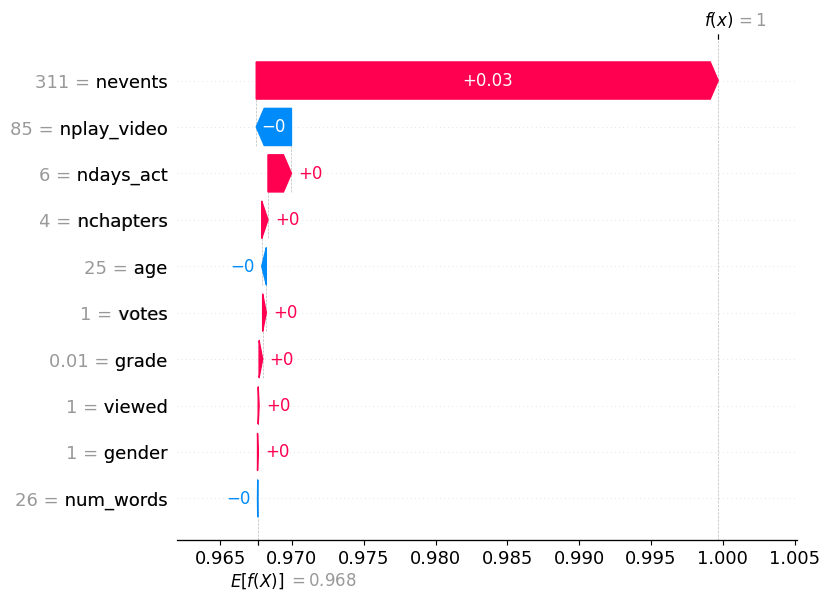 f(x) = 1
311 = nevents
+0.03
85 = nplay_video
−0
6 = ndays_act
+0
4 = nchapters
+0
25 = age
−0
1 = votes
+0
0.01 = grade
+0
1 = viewed
+0
1 = gender
+0
26 = num_words
−0
0.965 0.970 0.975 0.980 0.985 0.990 0.995 1.000 1.005
E[f(X)] = 0.968